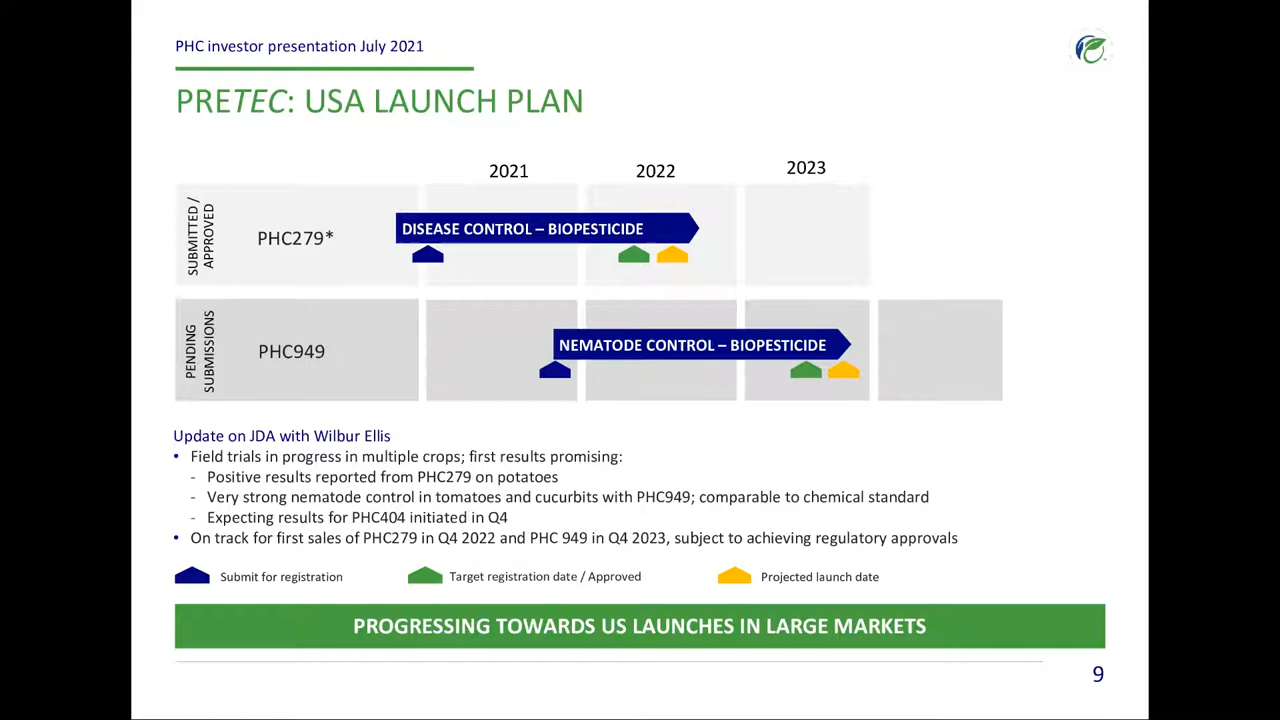 PHC investor presentation July 2021
PRETEC: USA LAUNCH PLAN
2021 2022 2023
SUBMITTED / APPROVED
PHC279*
DISEASE CONTROL – BIOPESTICIDE
PENDING SUBMISSIONS
PHC949
NEMATODE CONTROL – BIOPESTICIDE
Update on JDA with Wilbur Ellis
• Field trials in progress in multiple crops; first results promising:
- Positive results reported from PHC279 on potatoes
- Very strong nematode control in tomatoes and cucurbits with PHC949; comparable to chemical standard
- Expecting results for PHC404 initiated in Q4
• On track for first sales of PHC279 in Q4 2022 and PHC 949 in Q4 2023, subject to achieving regulatory approvals
Submit for registration Target registration date / Approved Projected launch date
PROGRESSING TOWARDS US LAUNCHES IN LARGE MARKETS
9